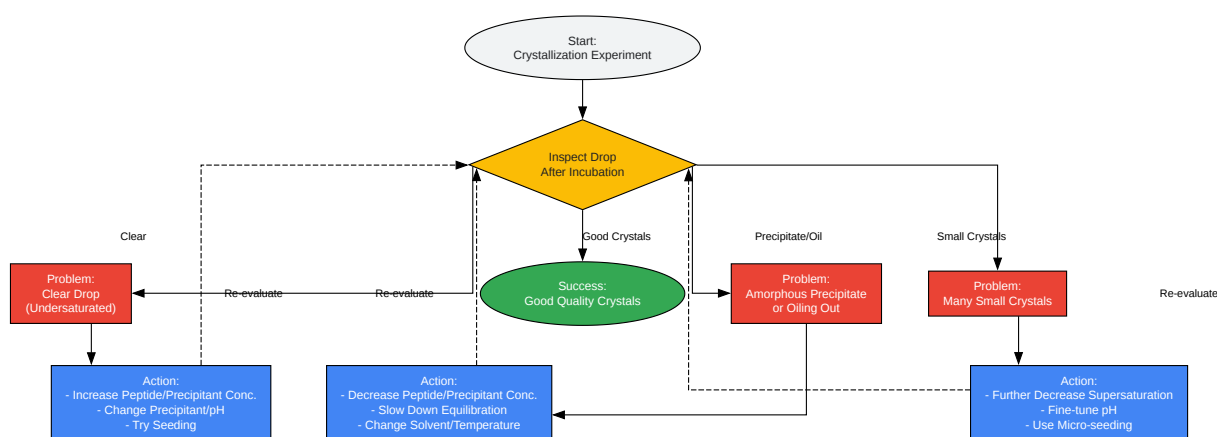 Start:
Crystallization Experiment
Inspect Drop
After Incubation
Clear
Good Crystals
Precipitate/Oil
Small Crystals
Problem:
Clear Drop
(Undersaturated)
Re-evaluate
Re-evaluate
Success:
Good Quality Crystals
Problem:
Amorphous Precipitate
or Oiling Out
Problem:
Many Small Crystals
Re-evaluate
Action:
- Increase Peptide/Precipitant Conc.
- Change Precipitant/pH
- Try Seeding
Action:
- Decrease Peptide/Precipitant Conc.
- Slow Down Equilibration
- Change Solvent/Temperature
Action:
- Further Decrease Supersaturation
- Fine-tune pH
- Use Micro-seeding